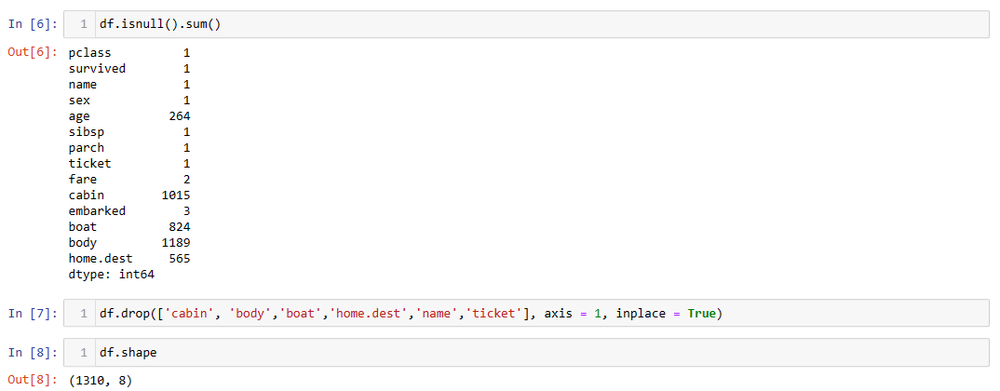 In [6]: 1 df.isnull().sum()
Out[6]: pclass 1
survived 1
name 1
sex 1
age 264
sibsp 1
parch 1
ticket 1
fare 2
cabin 1015
embarked 3
boat 824
body 1189
home.dest 565
dtype: int64
In [7]: 1 df.drop(['cabin', 'body','boat','home.dest','name','ticket'], axis = 1, inplace = True)
In [8]: 1 df.shape
Out[8]: (1310, 8)